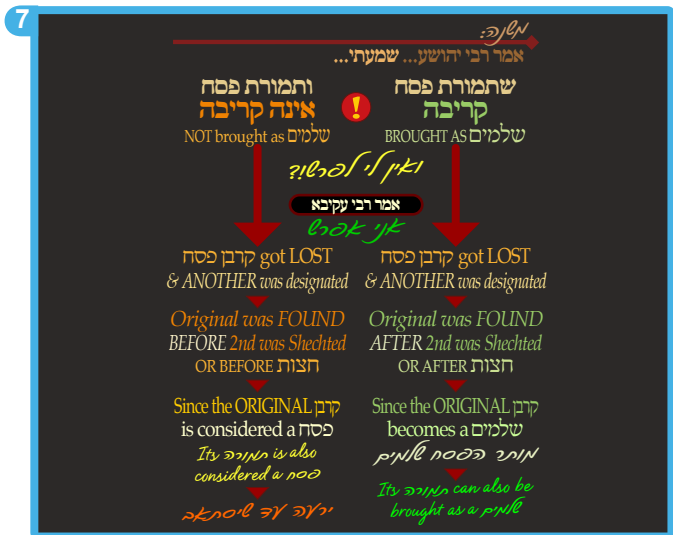 7
משנה:
אמר רבי יהושע... שמעתי...
שתמורת פסח
קריבה
BROUGHT AS שלמים
!
ותמורת פסח
אינה קריבה
NOT brought as שלמים
ואין לי לפרש!?
אמר רבי עקיבא
אני אפרש
קרבן פסח got LOST
& ANOTHER was designated
Original was FOUND
AFTER 2nd was Shechted
OR AFTER חצות
Since the ORIGINAL קרבן
becomes a שלמים
מותר הפסח שלמים
Its תמורה can also be
brought as a שלמים
קרבן פסח got LOST
& ANOTHER was designated
Original was FOUND
BEFORE 2nd was Shechted
OR BEFORE חצות
Since the ORIGINAL קרבן
is considered a פסח
Its תמורה is also
considered a פסח
ירעה עד שיסתאב